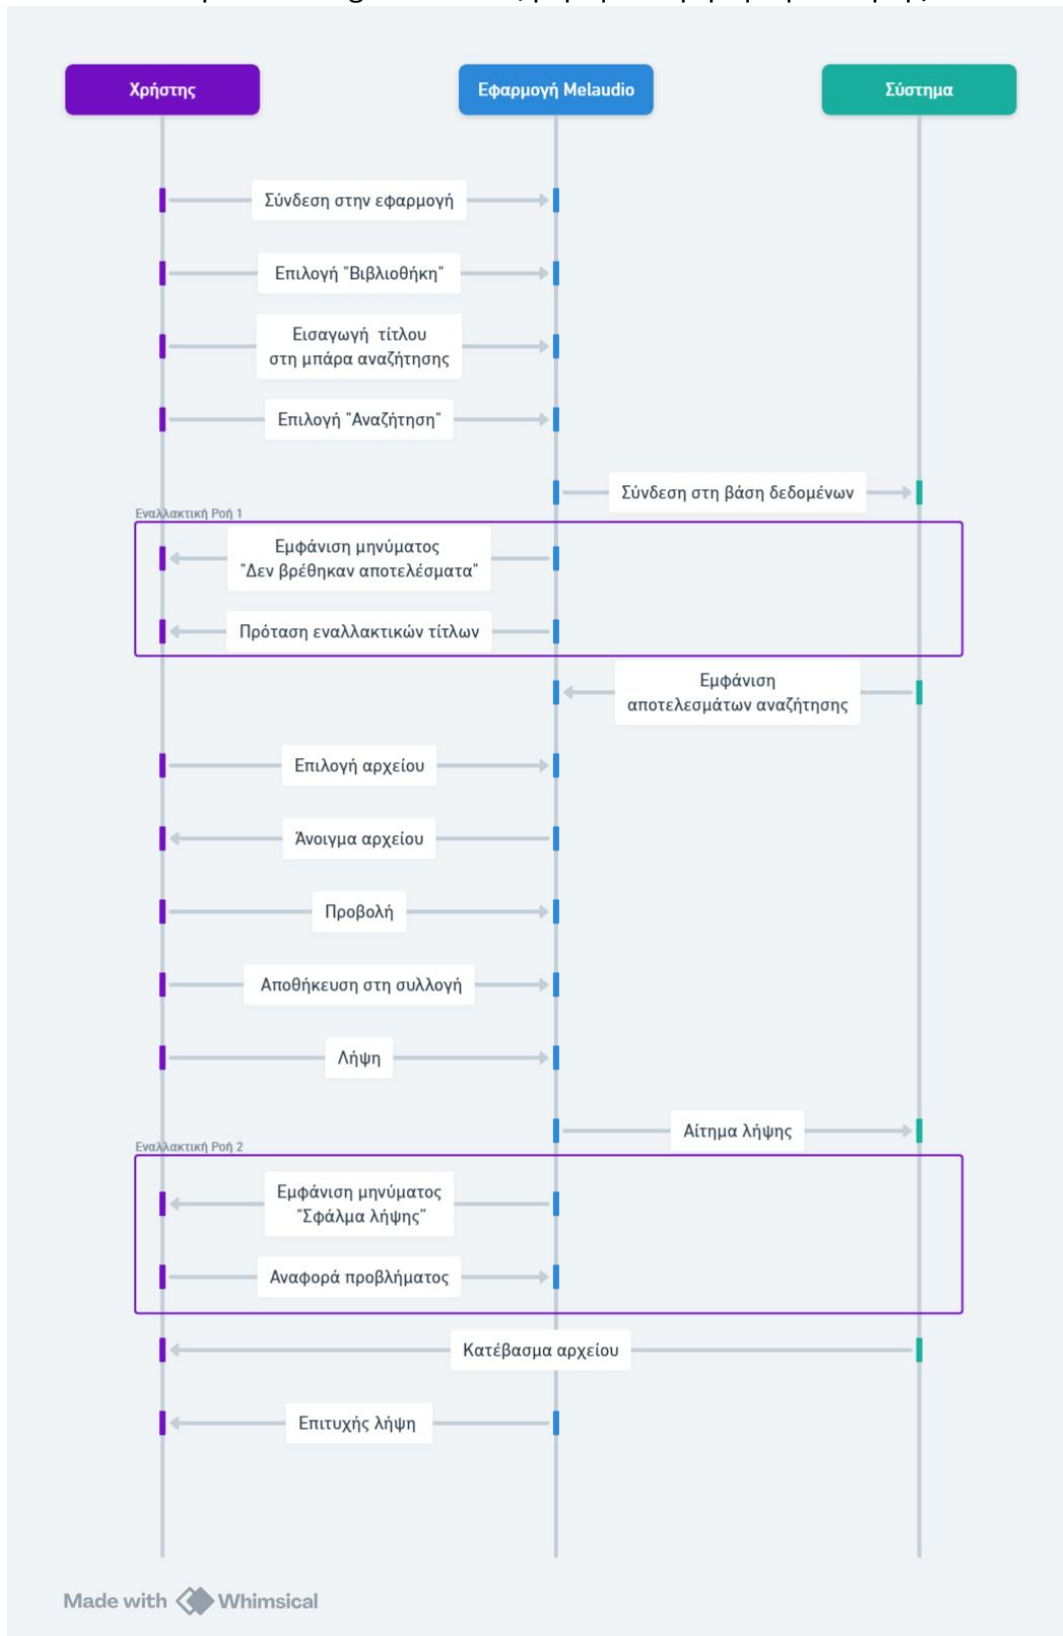 Χρήστης
Εφαρμογή Melaudio
Σύστημα
Σύνδεση στην εφαρμογή
Επιλογή "Βιβλιοθήκη"
Εισαγωγή τίτλου
στη μπάρα αναζήτησης
Επιλογή "Αναζήτηση"
Σύνδεση στη βάση δεδομένων
Εναλλακτική Ροή 1
Εμφάνιση μηνύματος
"Δεν βρέθηκαν αποτελέσματα"
Πρόταση εναλλακτικών τίτλων
Εμφάνιση
αποτελεσμάτων αναζήτησης
Επιλογή αρχείου
Άνοιγμα αρχείου
Προβολή
Αποθήκευση στη συλλογή
Λήψη
Αίτημα λήψης
Εναλλακτική Ροή 2
Εμφάνιση μηνύματος
"Σφάλμα λήψης"
Αναφορά προβλήματος
Κατέβασμα αρχείου
Επιτυχής λήψη
Made with Whimsical